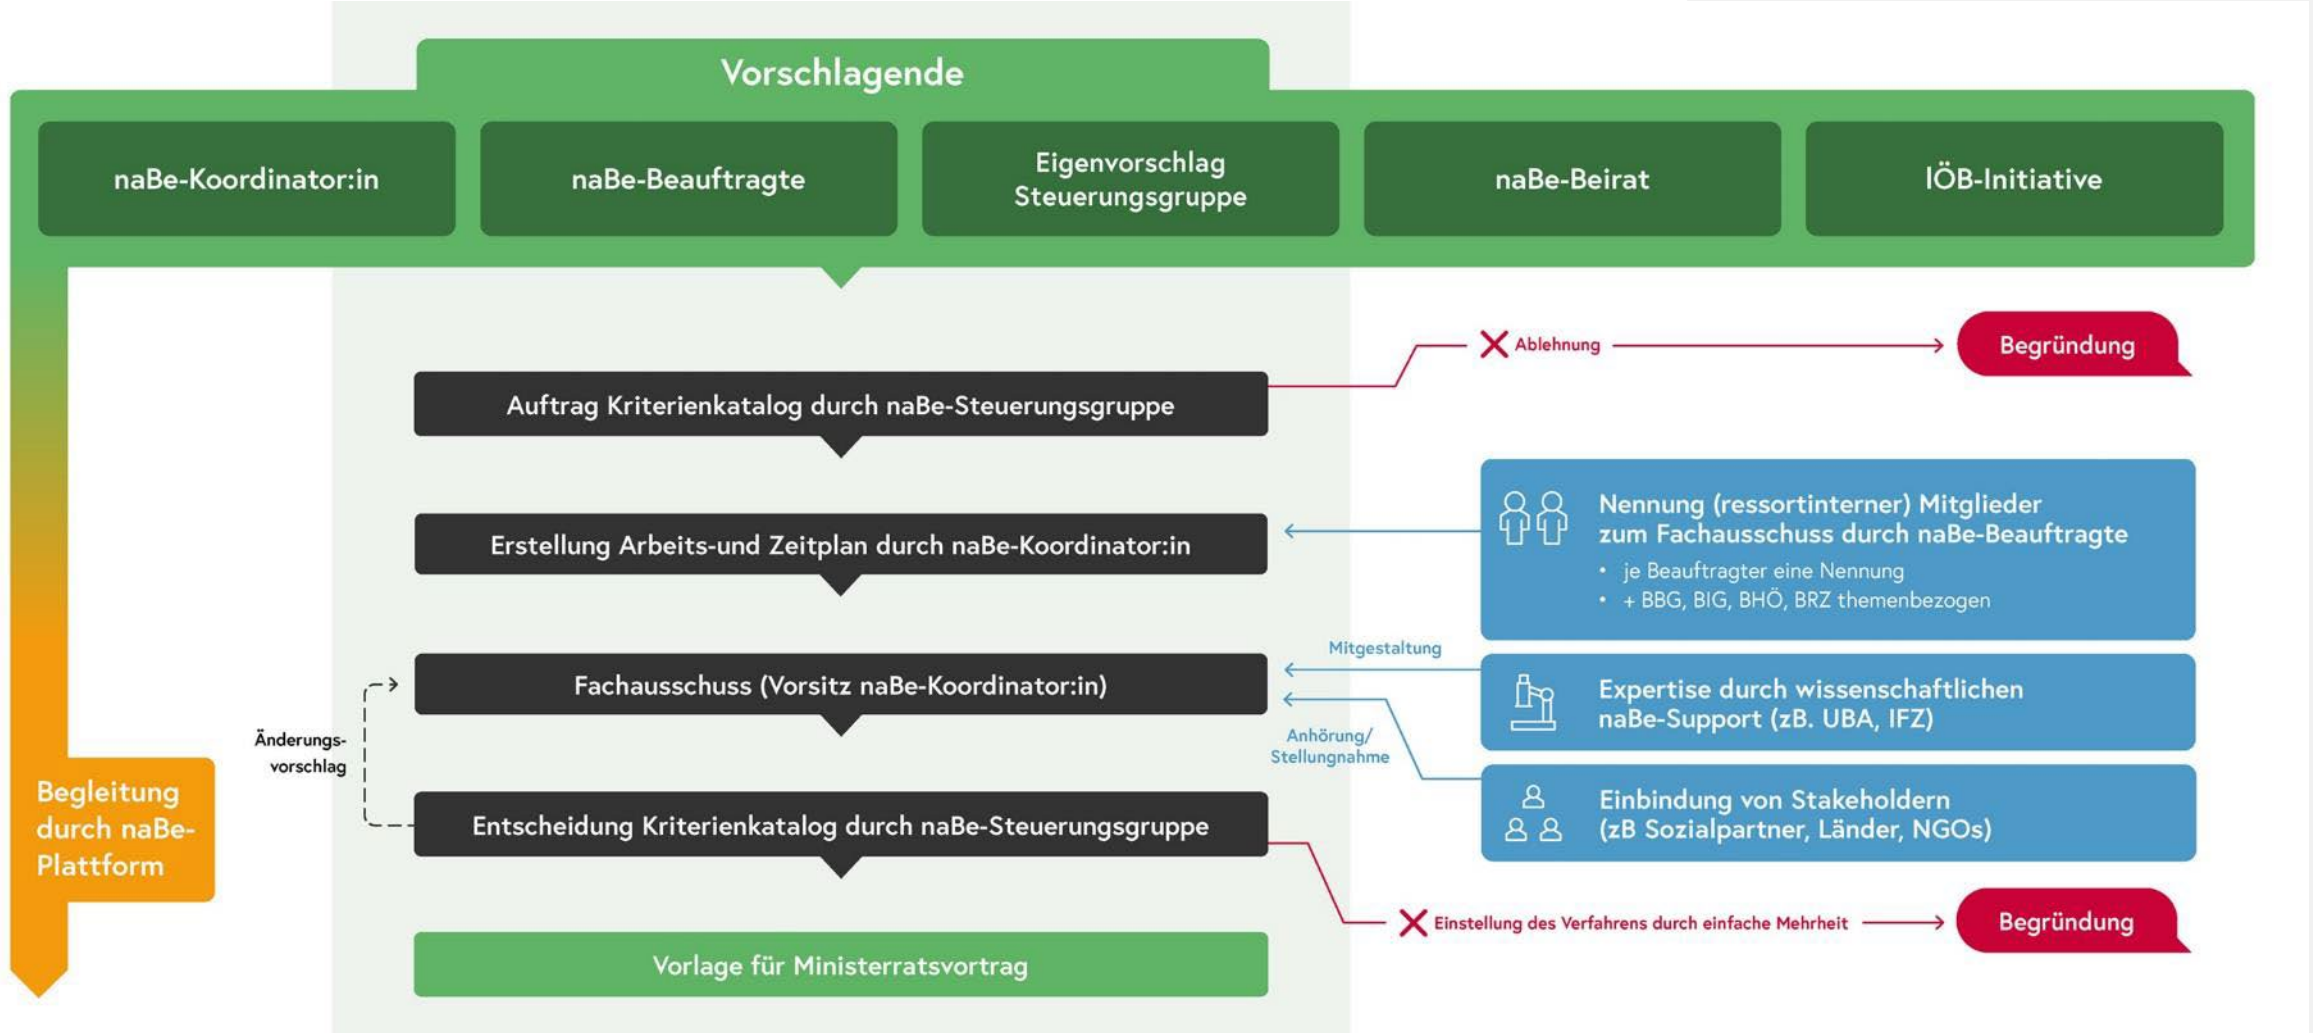 Vorschlagende
naBe-Koordinator:in
naBe-Beauftragte
Eigenvorschlag
Steuerungsgruppe
naBe-Beirat
IÖB-Initiative
Ablehnung
Begründung
Auftrag Kriterienkatalog durch naBe-Steuerungsgruppe
Erstellung Arbeits-und Zeitplan durch naBe-Koordinator:in
Nennung (ressortinterner) Mitglieder
zum Fachausschuss durch naBe-Beauftragte
• je Beauftragter eine Nennung
• + BBG, BIG, BHÖ, BRZ themenbezogen
Mitgestaltung
Fachausschuss (Vorsitz naBe-Koordinator:in)
Expertise durch wissenschaftlichen
naBe-Support (zB. UBA, IFZ)
Änderungs-
vorschlag
Anhörung/
Stellungnahme
Begleitung
durch naBe-
Plattform
Entscheidung Kriterienkatalog durch naBe-Steuerungsgruppe
Einbindung von Stakeholdern
(zB Sozialpartner, Länder, NGOs)
Einstellung des Verfahrens durch einfache Mehrheit
Begründung
Vorlage für Ministerratsvortrag